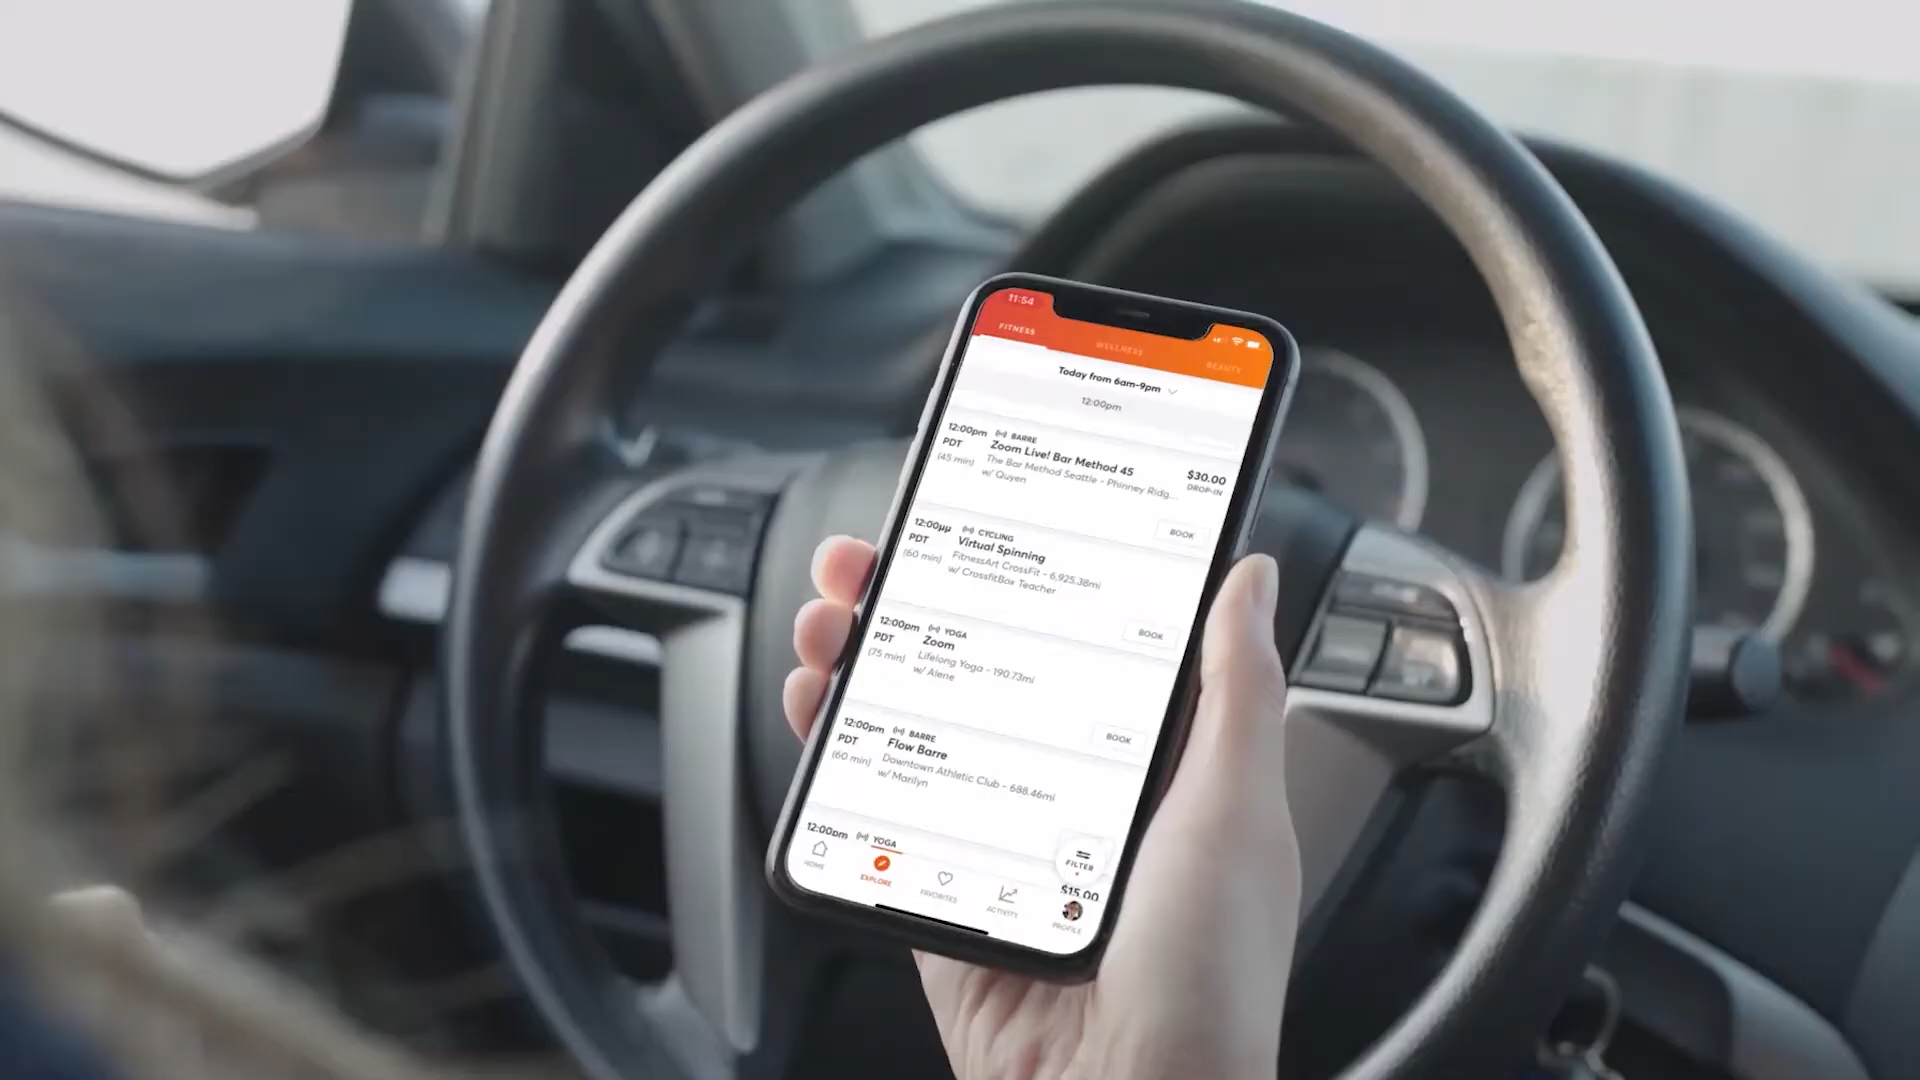 11:54
FITNESS
WELLNESS
BEAUTY
Today from 6am-9pm
12:00pm
12:00pm
PDT
(45 min)
BARRE
Zoom Live! Bar Method 45
The Bar Method Seattle - Phinney Ridg...
w/ Quyen
$30.00
DROP-IN
BOOK
12:00μμ
PDT
(60 min)
CYCLING
Virtual Spinning
FitnessArt CrossFit - 6,925.38mi
w/ CrossfitBox Teacher
BOOK
12:00pm
PDT
(75 min)
YOGA
Zoom
Lifelong Yoga - 190.73mi
w/ Alene
BOOK
12:00pm
PDT
(60 min)
BARRE
Flow Barre
Downtown Athletic Club - 688.46mi
w/ Marilyn
12:00pm
YOGA
FILTER
$15.00
HOME
EXPLORE
FAVORITES
ACTIVITY
PROFILE